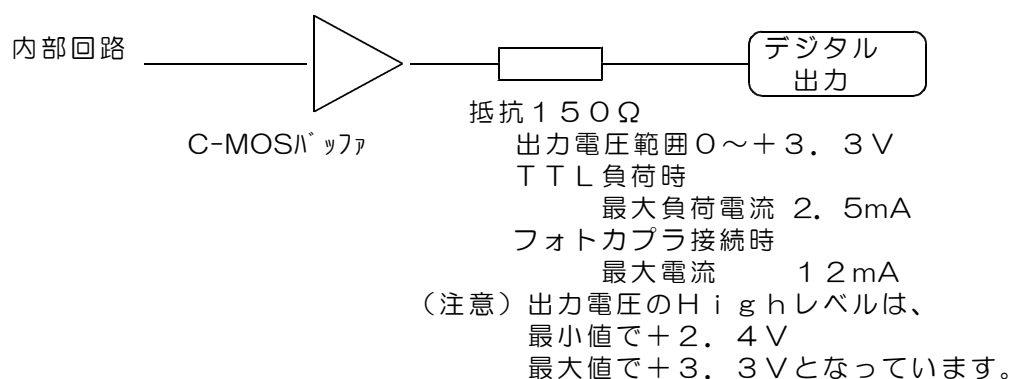 内部回路
デジタル
出力
C-MOSﾊﾞｯﾌｧ
抵抗１５０Ω
出力電圧範囲０～＋３．３Ｖ
ＴＴＬ負荷時
最大負荷電流 ２．５mA
フォトカプラ接続時
最大電流　　１２mA
（注意）出力電圧のＨｉｇｈレベルは、
最小値で＋２．４Ｖ
最大値で＋３．３Ｖとなっています。